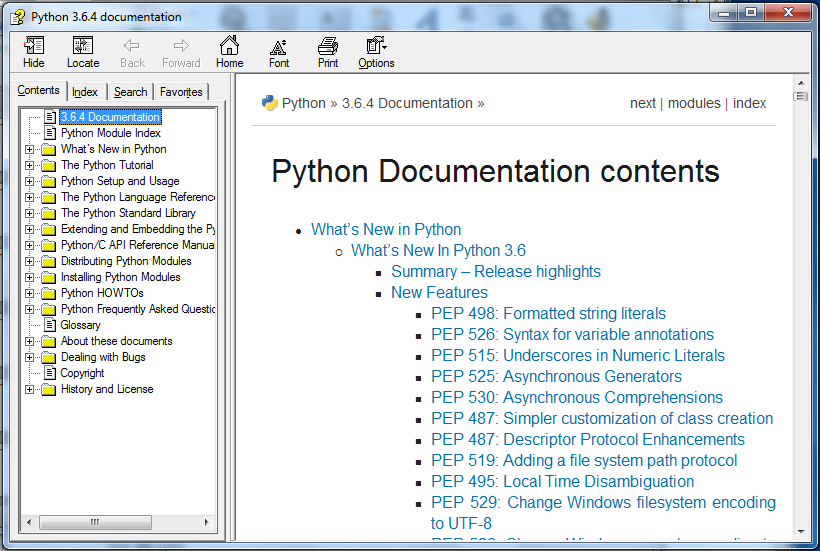 Python 3.6.4 documentation
Hide Locate Back Forward Home Font Print Options
Contents Index Search Favorites
3.6.4 Documentation
Python Module Index
What's New in Python
The Python Tutorial
Python Setup and Usage
The Python Language Reference
The Python Standard Library
Extending and Embedding the Py
Python/C API Reference Manua
Distributing Python Modules
Installing Python Modules
Python HOWTOs
Python Frequently Asked Questic
Glossary
About these documents
Dealing with Bugs
Copyright
History and License
Python » 3.6.4 Documentation » next | modules | index
Python Documentation contents
What's New in Python
What's New In Python 3.6
Summary – Release highlights
New Features
PEP 498: Formatted string literals
PEP 526: Syntax for variable annotations
PEP 515: Underscores in Numeric Literals
PEP 525: Asynchronous Generators
PEP 530: Asynchronous Comprehensions
PEP 487: Simpler customization of class creation
PEP 487: Descriptor Protocol Enhancements
PEP 519: Adding a file system path protocol
PEP 495: Local Time Disambiguation
PEP 529: Change Windows filesystem encoding
to UTF-8